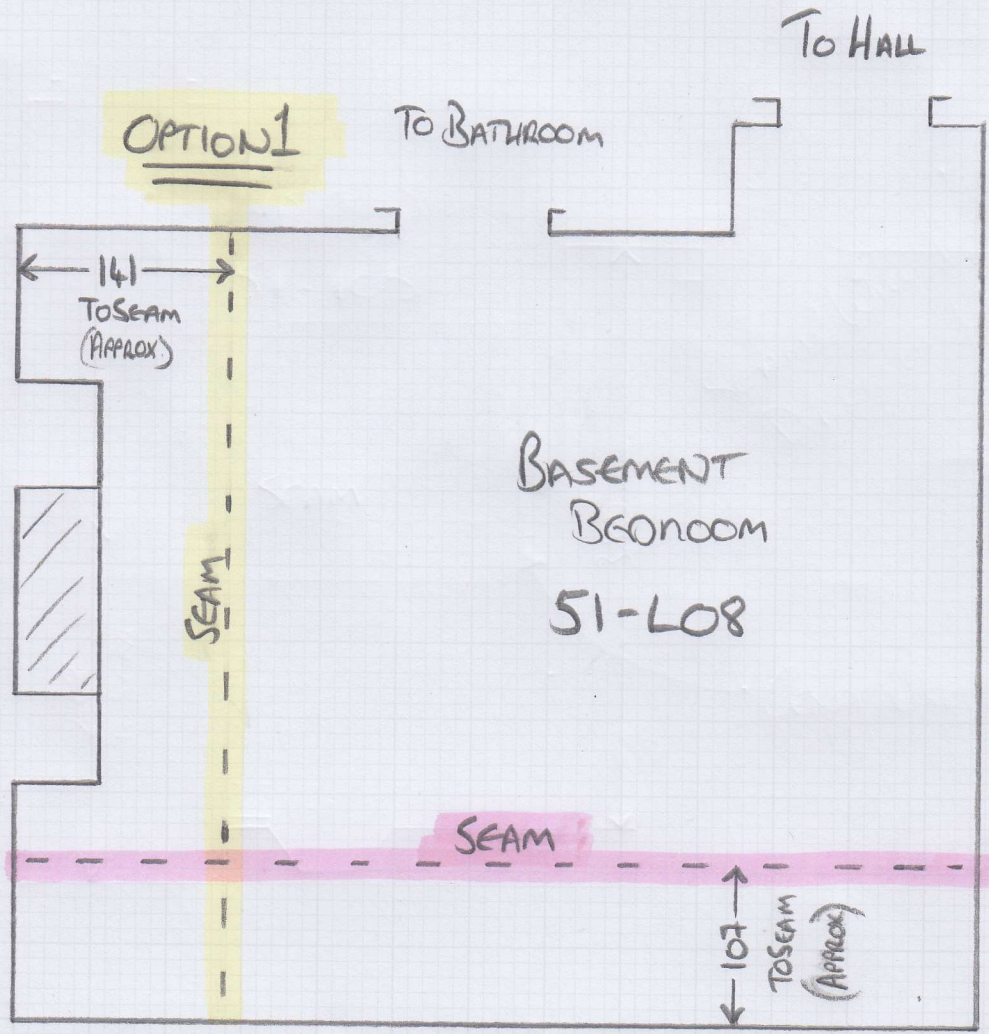 TO HALL
OPTION 1
TO BATHROOM
141
TO SEAM
(APPROX)
BASEMENT
BEDROOM
51-L08
SEAM
SEAM
107
TO SEAM
(APPROX)